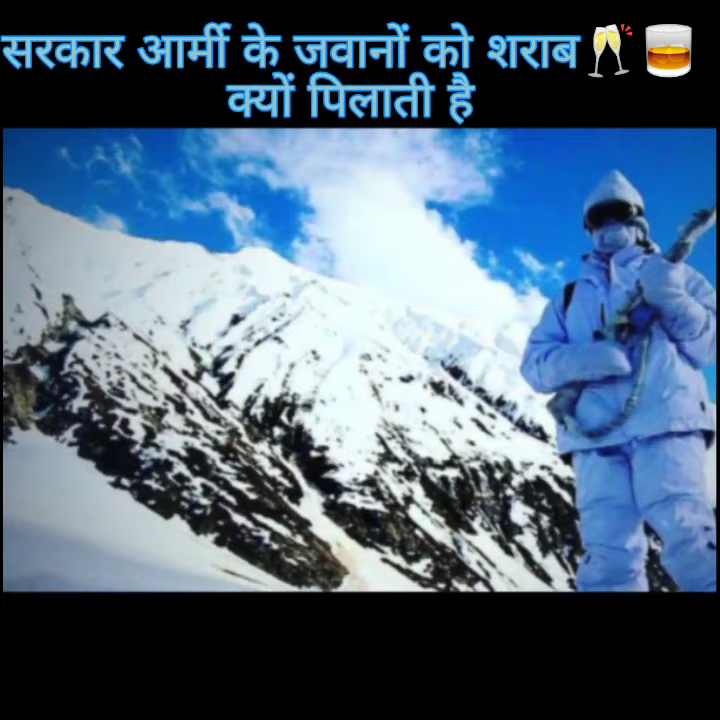 सरकार आर्मी के जवानों को शराब🥂🥃
क्यों पिलाती है